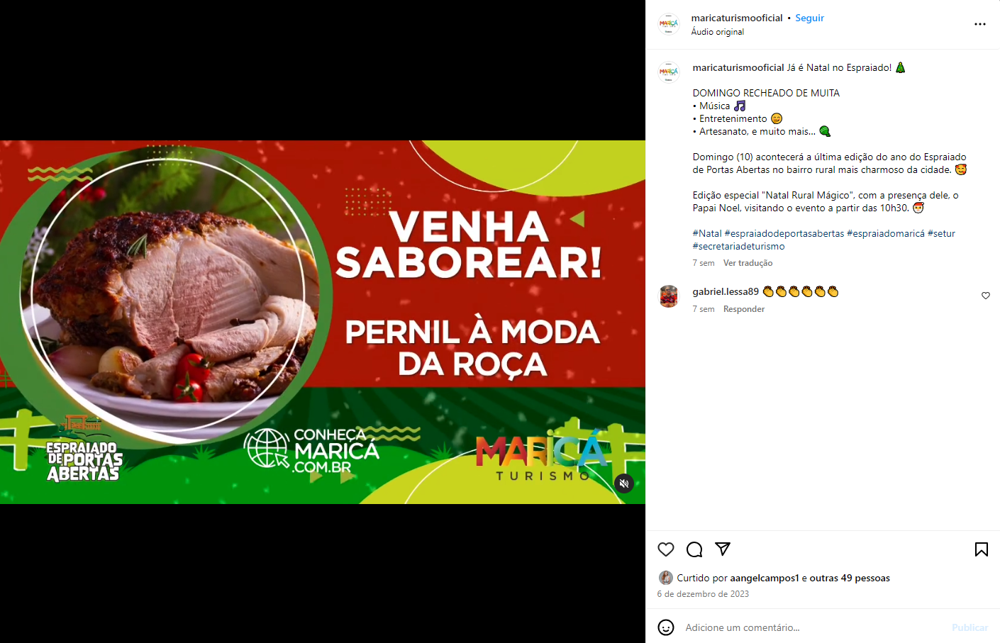 VENHA
SABOREAR!
PERNIL À MODA
DA ROÇA
ESPRAIADO
DE PORTAS
ABERTAS
CONHEÇA
MARICÁ
.COM.BR
MARICÁ
TURISMO
MARICÁ
maricaturismooficial • Seguir
Áudio original
MARICÁ
maricaturismooficial Já é Natal no Espraiado!
DOMINGO RECHEADO DE MUITA
• Música
• Entretenimento
• Artesanato, e muito mais...
Domingo (10) acontecerá a última edição do ano do Espraiado
de Portas Abertas no bairro rural mais charmoso da cidade.
Edição especial "Natal Rural Mágico", com a presença dele, o
Papai Noel, visitando o evento a partir das 10h30.
#Natal #espraiadodeportasabertas #espraiadomaricá #setur
#secretariadeturismo
7 sem Ver tradução
gabriel.lessa89
7 sem Responder
Curtido por aangelcampos1 e outras 49 pessoas
6 de dezembro de 2023
Adicione um comentário...
Publicar